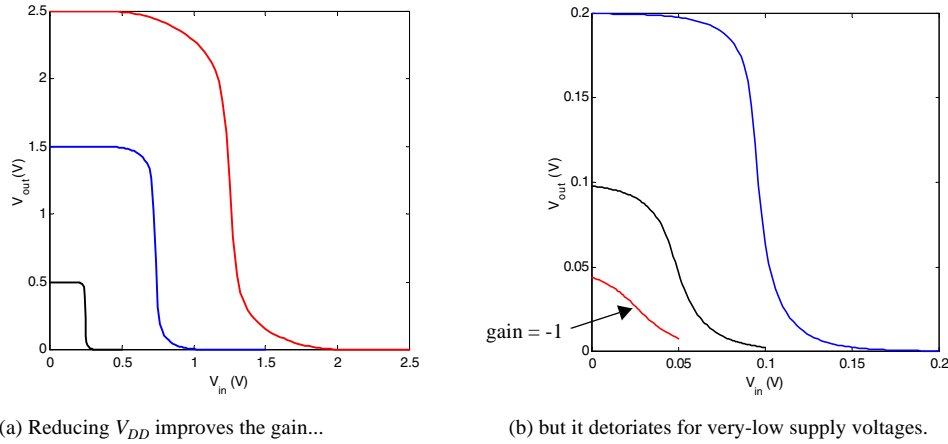 2.5
2
1.5
1
0.5
0
V_out (V)
0 0.5 1 1.5 2 2.5
V_in (V)
0.2
0.15
0.1
0.05
0
V_out (V)
gain = -1
0 0.05 0.1 0.15 0.2
V_in (V)
(a) Reducing V_DD improves the gain...
(b) but it detoriates for very-low supply voltages.